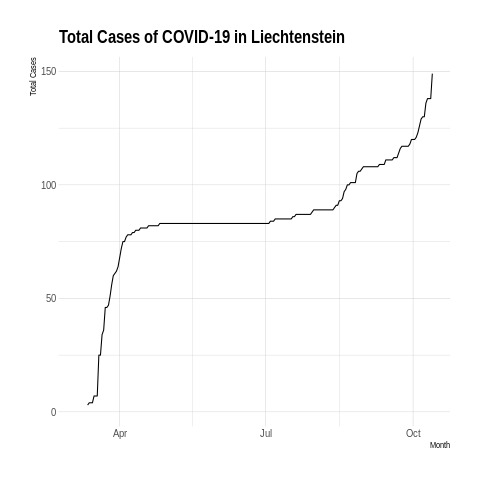 Total Cases of COVID-19 in Liechtenstein
Total Cases
150
100
50
0
Apr Jul Oct
Month